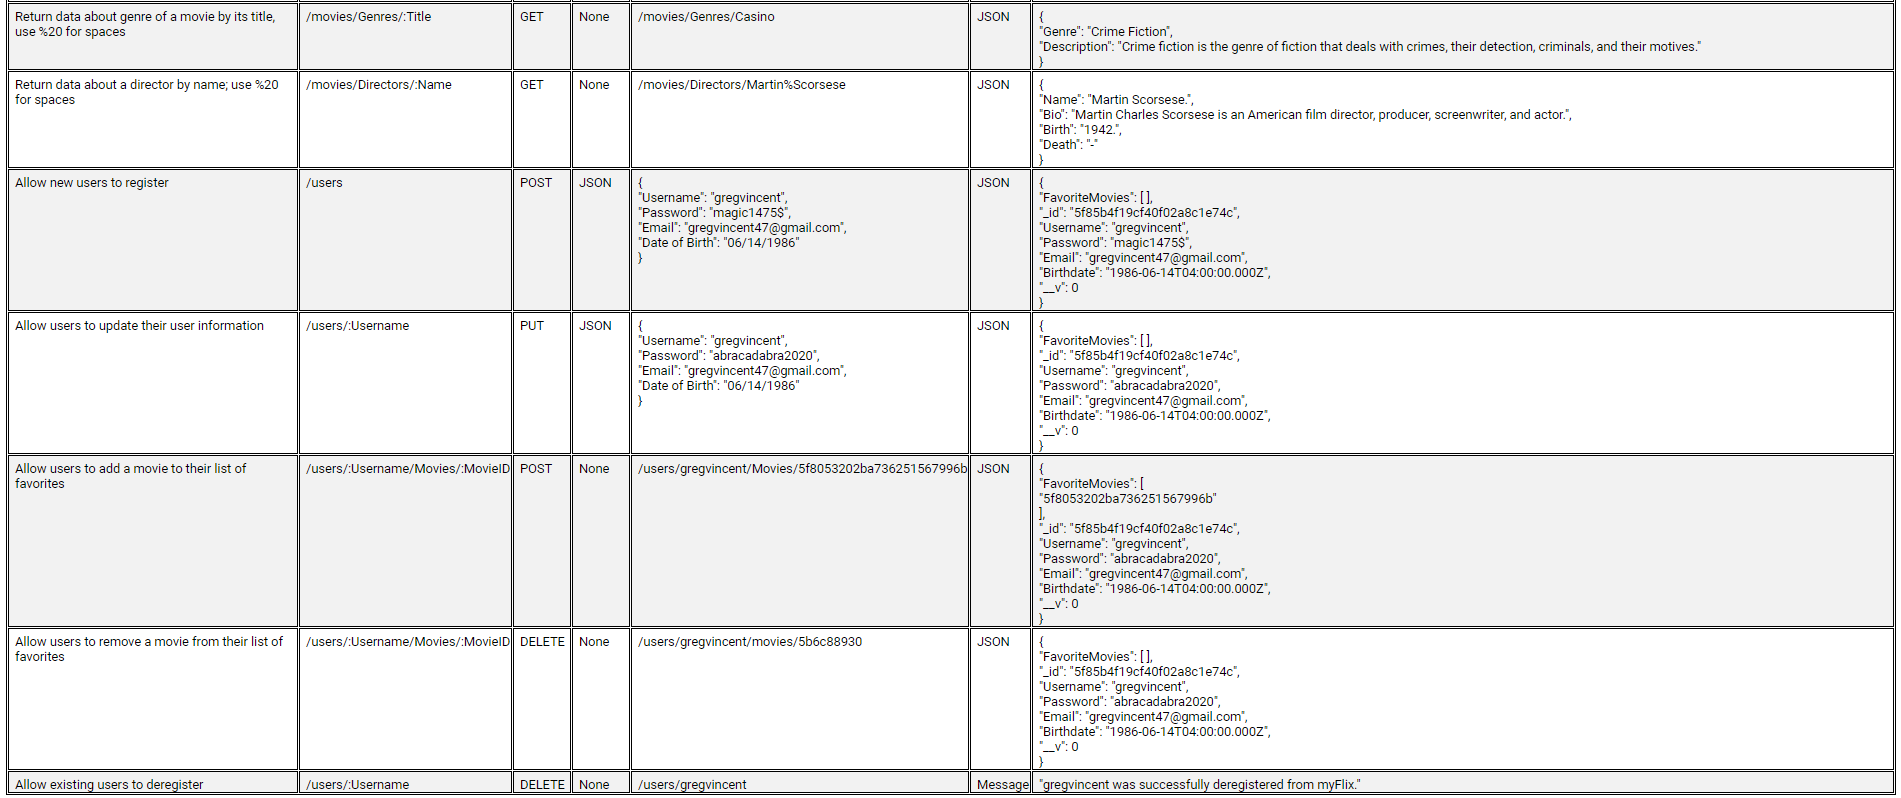 Return data about genre of a movie by its title,
use %20 for spaces
/movies/Genres/:Title
GET
None
/movies/Genres/Casino
JSON
{
"Genre": "Crime Fiction",
"Description": "Crime fiction is the genre of fiction that deals with crimes, their detection, criminals, and their motives."
}
Return data about a director by name; use %20
for spaces
/movies/Directors/:Name
GET
None
/movies/Directors/Martin%Scorsese
JSON
{
"Name": "Martin Scorsese.",
"Bio": "Martin Charles Scorsese is an American film director, producer, screenwriter, and actor.",
"Birth": "1942.",
"Death": "-"
}
Allow new users to register
/users
POST
JSON
{
"Username": "gregvincent",
"Password": "magic1475$",
"Email": "gregvincent47@gmail.com",
"Date of Birth": "06/14/1986"
}
JSON
{
"FavoriteMovies": [ ],
"_id": "5f85b4f19cf40f02a8c1e74c",
"Username": "gregvincent",
"Password": "magic1475$",
"Email": "gregvincent47@gmail.com",
"Birthdate": "1986-06-14T04:00:00.000Z",
"__v": 0
}
Allow users to update their user information
/users/:Username
PUT
JSON
{
"Username": "gregvincent",
"Password": "abracadabra2020",
"Email": "gregvincent47@gmail.com",
"Date of Birth": "06/14/1986"
}
JSON
{
"FavoriteMovies": [ ],
"_id": "5f85b4f19cf40f02a8c1e74c",
"Username": "gregvincent",
"Password": "abracadabra2020",
"Email": "gregvincent47@gmail.com",
"Birthdate": "1986-06-14T04:00:00.000Z",
"__v": 0
}
Allow users to add a movie to their list of
favorites
/users/:Username/Movies/:MovieID
POST
None
/users/gregvincent/Movies/5f8053202ba736251567996b
JSON
{
"FavoriteMovies": [
"5f8053202ba736251567996b"
],
"_id": "5f85b4f19cf40f02a8c1e74c",
"Username": "gregvincent",
"Password": "abracadabra2020",
"Email": "gregvincent47@gmail.com",
"Birthdate": "1986-06-14T04:00:00.000Z",
"__v": 0
}
Allow users to remove a movie from their list of
favorites
/users/:Username/Movies/:MovieID
DELETE
None
/users/gregvincent/movies/5b6c88930
JSON
{
"FavoriteMovies": [ ],
"_id": "5f85b4f19cf40f02a8c1e74c",
"Username": "gregvincent",
"Password": "abracadabra2020",
"Email": "gregvincent47@gmail.com",
"Birthdate": "1986-06-14T04:00:00.000Z",
"__v": 0
}
Allow existing users to deregister
/users/:Username
DELETE
None
/users/gregvincent
Message
"gregvincent was successfully deregistered from myFlix."